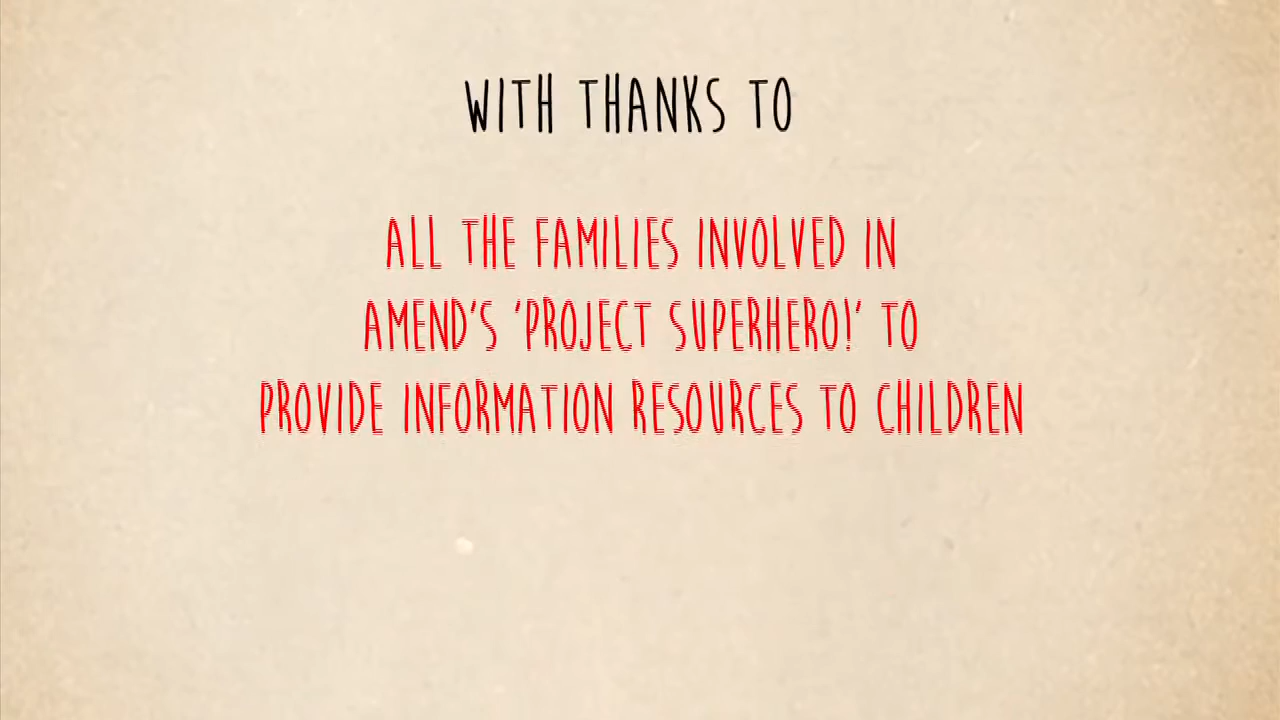 WITH THANKS TO
ALL THE FAMILIES INVOLVED IN
AMEND'S 'PROJECT SUPERHERO!' TO
PROVIDE INFORMATION RESOURCES TO CHILDREN